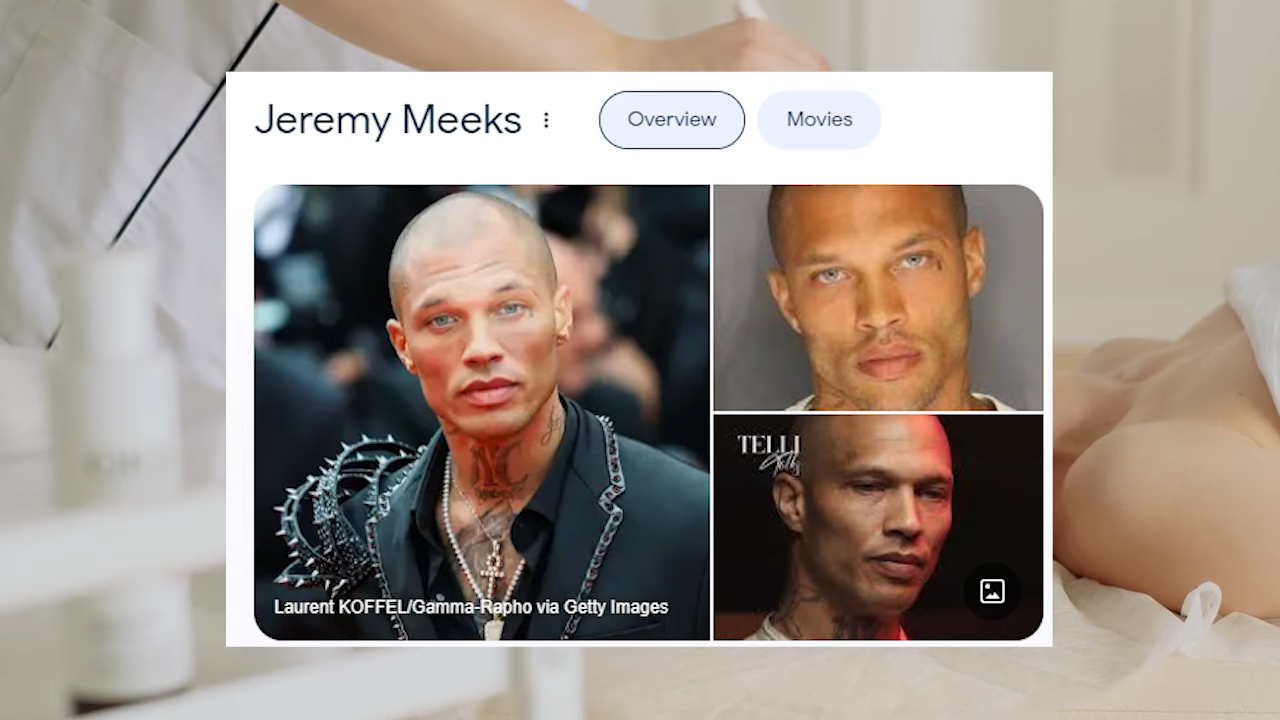 Jeremy Meeks
Overview
Movies
TELLI
Laurent KOFFEL/Gamma-Rapho via Getty Images